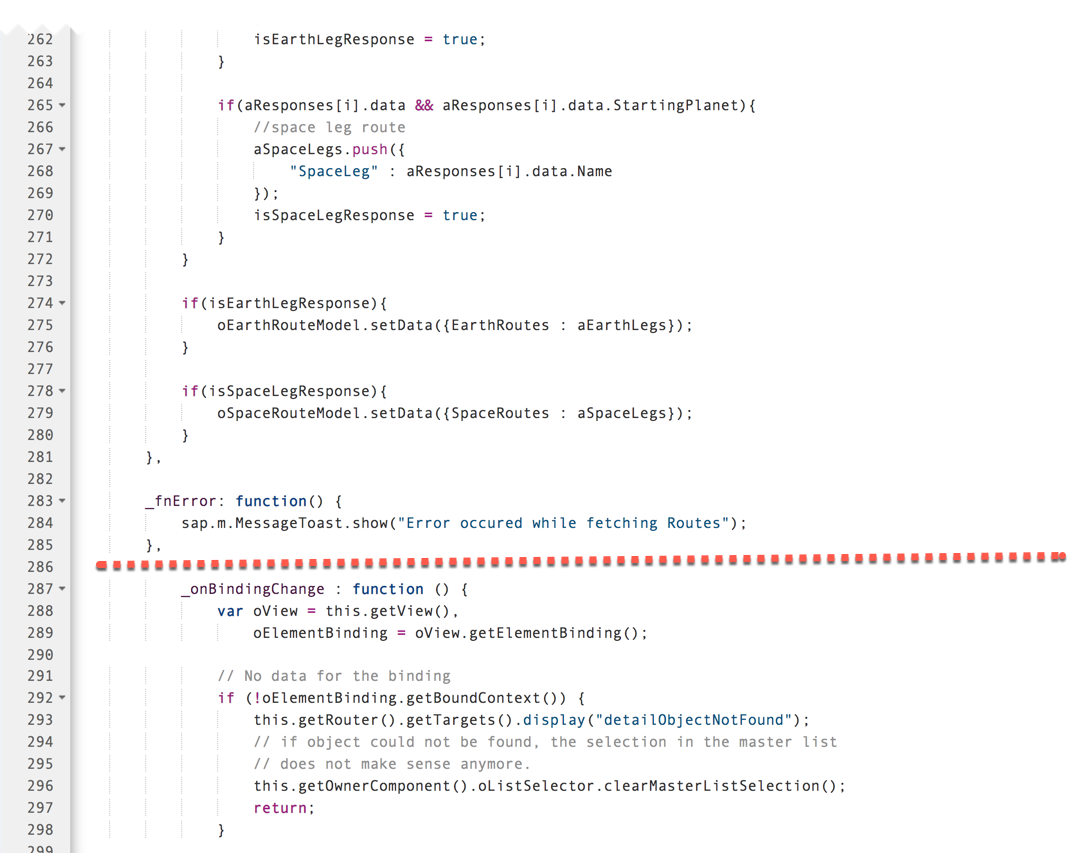 262 isEarthLegResponse = true;
263 }
264
265 if(aResponses[i].data && aResponses[i].data.StartingPlanet){
266 //space leg route
267 aSpaceLegs.push({
268 "SpaceLeg" : aResponses[i].data.Name
269 });
270 isSpaceLegResponse = true;
271 }
272 }
273
274 if(isEarthLegResponse){
275 oEarthRouteModel.setData({EarthRoutes : aEarthLegs});
276 }
277
278 if(isSpaceLegResponse){
279 oSpaceRouteModel.setData({SpaceRoutes : aSpaceLegs});
280 }
281 },
282
283 _fnError: function() {
284 sap.m.MessageToast.show("Error occured while fetching Routes");
285 },
286
287 _onBindingChange : function () {
288 var oView = this.getView(),
289 oElementBinding = oView.getElementBinding();
290
291 // No data for the binding
292 if (!oElementBinding.getBoundContext()) {
293 this.getRouter().getTargets().display("detailObjectNotFound");
294 // if object could not be found, the selection in the master list
295 // does not make sense anymore.
296 this.getOwnerComponent().oListSelector.clearMasterListSelection();
297 return;
298 }
299